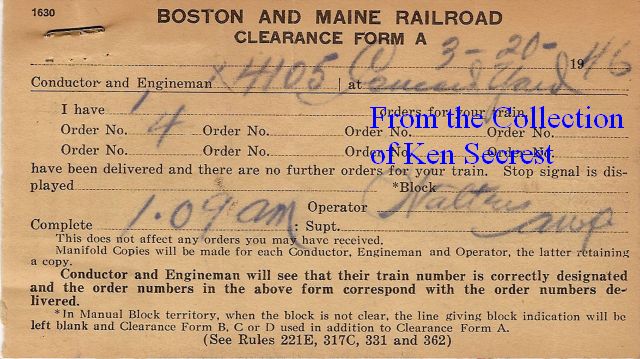 1630
BOSTON AND MAINE RAILROAD
CLEARANCE FORM A
3-20- 1946
Conductor and Engineman X4105 at Yard
I have 1 Orders for your train
Order No. 4 Order No. Order No. Order No.
Order No. Order No. Order No. Order No.
have been delivered and there are no further orders for your train. Stop signal is dis-
played *Block
Operator
Complete 1.09 am : Supt.
This does not affect any orders you may have received.
Manifold Copies will be made for each Conductor, Engineman and Operator, the latter retaining
a copy.
Conductor and Engineman will see that their train number is correctly designated
and the order numbers in the above form correspond with the order numbers de-
livered.
*In Manual Block territory, when the block is not clear, the line giving block indication will be
left blank and Clearance Form B, C or D used in addition to Clearance Form A.
(See Rules 221E, 317C, 331 and 362)
From the Collection
of Ken Secrest